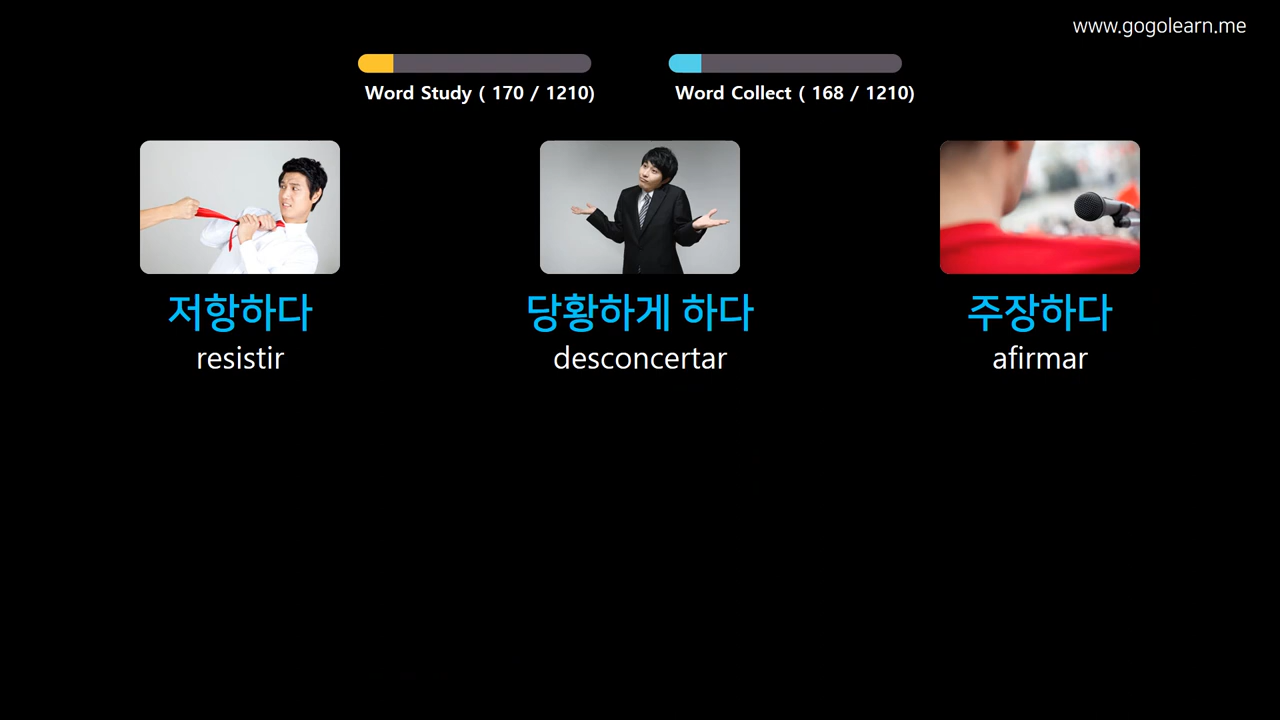 www.gogolearn.me
Word Study ( 170 / 1210)
Word Collect ( 168 / 1210)
저항하다
당황하게 하다
주장하다
resistir
desconcertar
afirmar